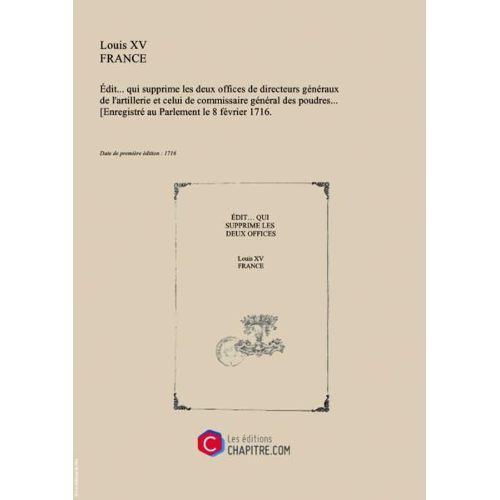 Louis XV
FRANCE
Édit... qui supprime les deux offices de directeurs généraux
de l'artillerie et celui de commissaire général des poudres...
[Enregistré au Parlement le 8 février 1716.
Date de première édition : 1716
ÉDIT... QUI
SUPPRIME LES
DEUX OFFICES
Louis XV
FRANCE
C
Les éditions
CHAPITRE.COM